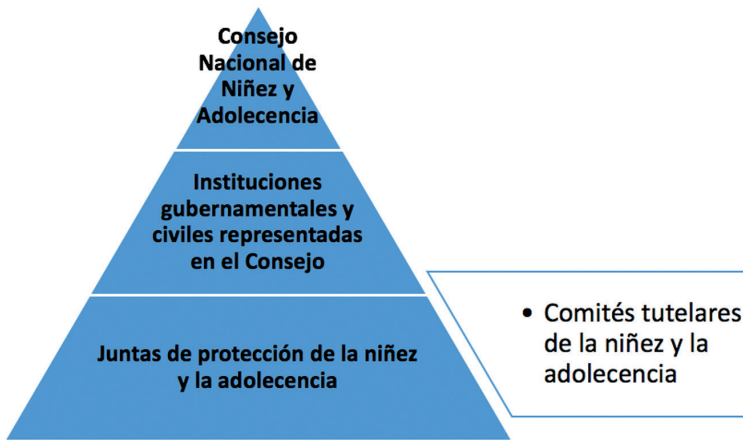 Consejo
Nacional de
Niñez y
Adolecencia
Instituciones
gubernamentales y
civiles representadas
en el Consejo
Juntas de protección de la niñez
y la adolecencia
• Comités tutelares
de la niñez y la
adolecencia